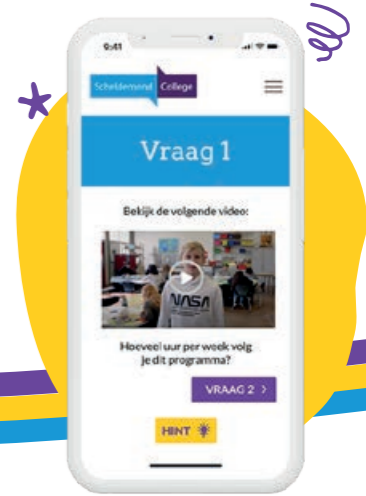 9:41
Scheldemond College
Vraag 1
Bekijk de volgende video:
NASA
Hoeveel uur per week volg
je dit programma?
VRAAG 2 >
HINT